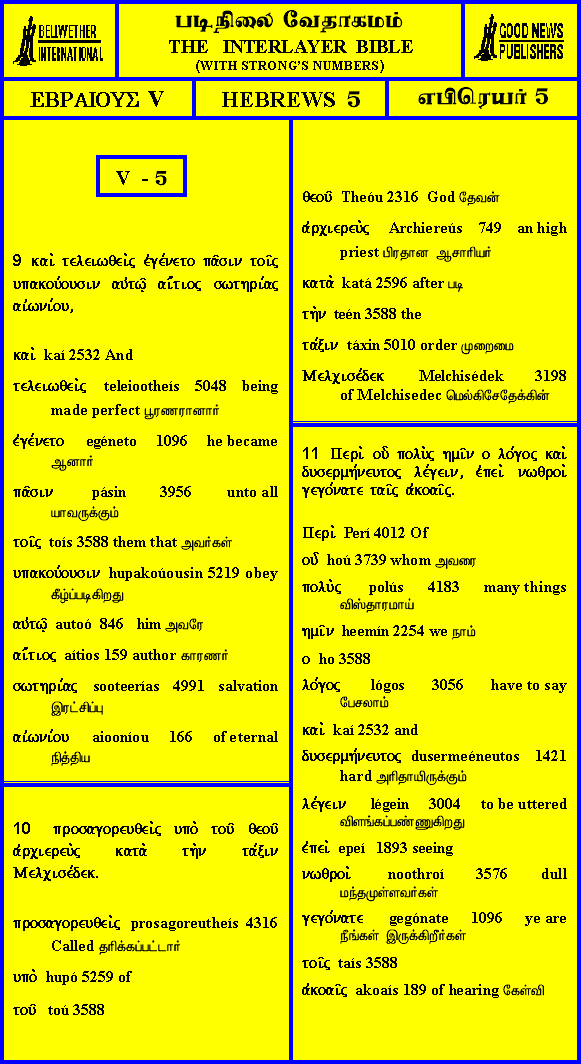 BELLWETHER
INTERNATIONAL
படிநிலை வேதாகமம்
THE INTERLAYER BIBLE
(WITH STRONG'S NUMBERS)
GOOD NEWS
PUBLISHERS
ΕΒΡΑΙΟΥΣ V
HEBREWS 5
எபிரெயர் 5
V - 5
9 καὶ τελειωθεὶς ἐγένετο πᾶσιν τοῖς
υπακούουσιν αὐτῷ αἴτιος σωτηρίας
αἰωνίου,
καὶ kaí 2532 And
τελειωθεὶς teleiootheís 5048 being
made perfect பூரணரானார்
ἐγένετο egéneto 1096 he became
ஆனார்
πᾶσιν pásin 3956 unto all
யாவருக்கும்
τοῖς toís 3588 them that அவர்கள்
υπακούουσιν hupakoúousin 5219 obey
கீழ்ப்படிகிறது
αὐτῷ autoó 846 him அவரே
αἴτιος aítios 159 author காரணர்
σωτηρίας sooteerías 4991 salvation
இரட்சிப்பு
αἰωνίου aiooníou 166 of eternal
நித்திய
10 προσαγορευθεὶς υπὸ τοῦ θεοῦ
ἀρχιερεὺς κατὰ τὴν τάξιν
Μελχισέδεκ.
προσαγορευθεὶς prosagoreutheís 4316
Called தரிக்கப்பட்டார்
υπὸ hupó 5259 of
τοῦ toú 3588
θεοῦ Theóu 2316 God தேவன்
ἀρχιερεὺς Archiereús 749 an high
priest பிரதான ஆசாரியர்
κατὰ katá 2596 after படி
τὴν teén 3588 the
τάξιν táxin 5010 order முறைமை
Μελχισέδεκ Melchisédek 3198
of Melchisedec மெல்கிசேதேக்கின்
11 Περὶ οὗ πολὺς ημῖν ο λόγος καὶ
δυσερμήνευτος λέγειν, ἐπεὶ νωθροὶ
γεγόνατε ταῖς ἀκοαῖς.
Περὶ Perí 4012 Of
οὗ hoú 3739 whom அவரை
πολὺς polús 4183 many things
விஸ்தாரமாய்
ημῖν heemín 2254 we நாம்
ο ho 3588
λόγος lógos 3056 have to say
பேசலாம்
καὶ kaí 2532 and
δυσερμήνευτος dusermeéneutos 1421
hard அரிதாயிருக்கும்
λέγειν légein 3004 to be uttered
விளங்கப்பண்ணுகிறது
ἐπεὶ epeí 1893 seeing
νωθροὶ noothroí 3576 dull
மந்தமுள்ளவர்கள்
γεγόνατε gegónate 1096 ye are
நீங்கள் இருக்கிறீர்கள்
τοῖς taís 3588
ἀκοαῖς akoaís 189 of hearing கேள்வி